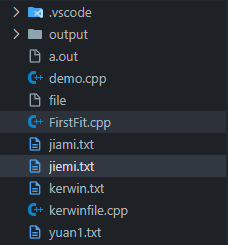 .vscode
output
a.out
demo.cpp
file
FirstFit.cpp
jiami.txt
jiemi.txt
kerwin.txt
kerwinfile.cpp
yuan1.txt